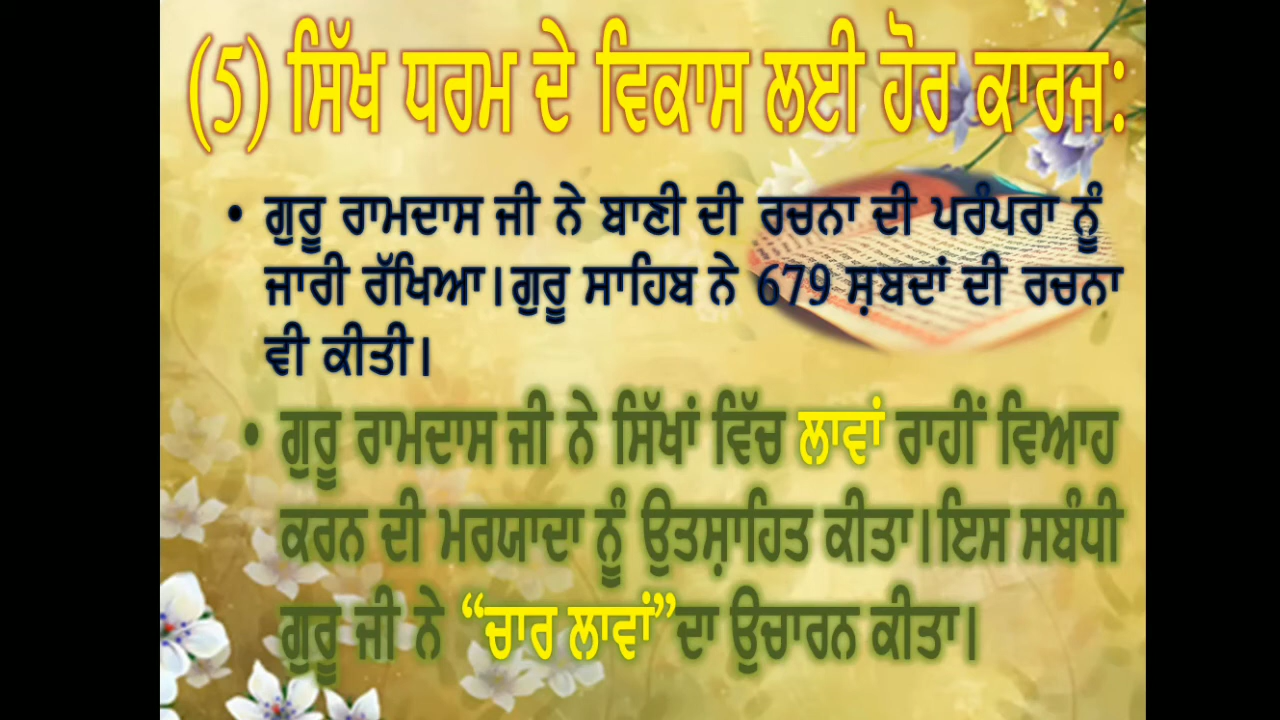 (5) ਸਿੱਖ ਧਰਮ ਦੇ ਵਿਕਾਸ ਲਈ ਹੋਰ ਕਾਰਜ:
• ਗੁਰੂ ਰਾਮਦਾਸ ਜੀ ਨੇ ਬਾਣੀ ਦੀ ਰਚਨਾ ਦੀ ਪਰੰਪਰਾ ਨੂੰ
ਜਾਰੀ ਰੱਖਿਆ।ਗੁਰੂ ਸਾਹਿਬ ਨੇ 679 ਸ਼ਬਦਾਂ ਦੀ ਰਚਨਾ
ਵੀ ਕੀਤੀ।
• ਗੁਰੂ ਰਾਮਦਾਸ ਜੀ ਨੇ ਸਿੱਖਾਂ ਵਿੱਚ ਲਾਵਾਂ ਰਾਹੀਂ ਵਿਆਹ
ਕਰਨ ਦੀ ਮਰਯਾਦਾ ਨੂੰ ਉਤਸ਼ਾਹਿਤ ਕੀਤਾ।ਇਸ ਸਬੰਧੀ
ਗੁਰੂ ਜੀ ਨੇ “ਚਾਰ ਲਾਵਾਂ”ਦਾ ਉਚਾਰਨ ਕੀਤਾ।